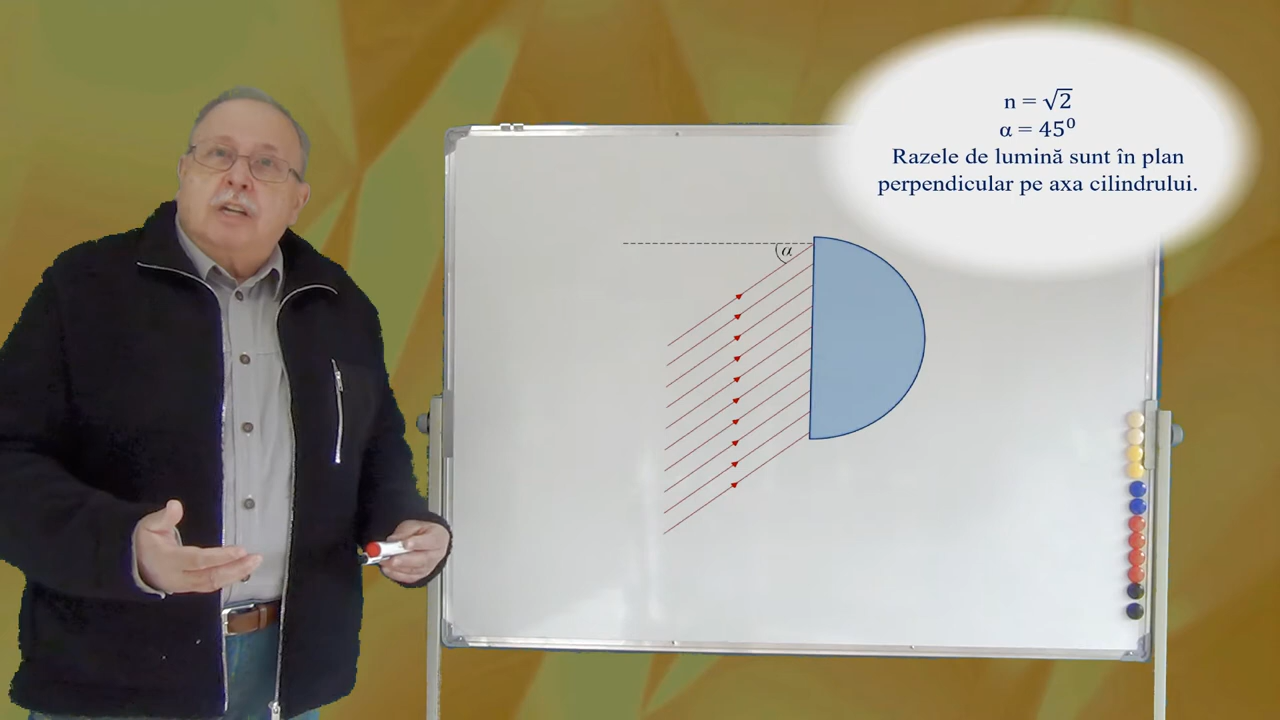 n = √2
α = 45⁰
Razele de lumină sunt în plan
perpendicular pe axa cilindrului.
α